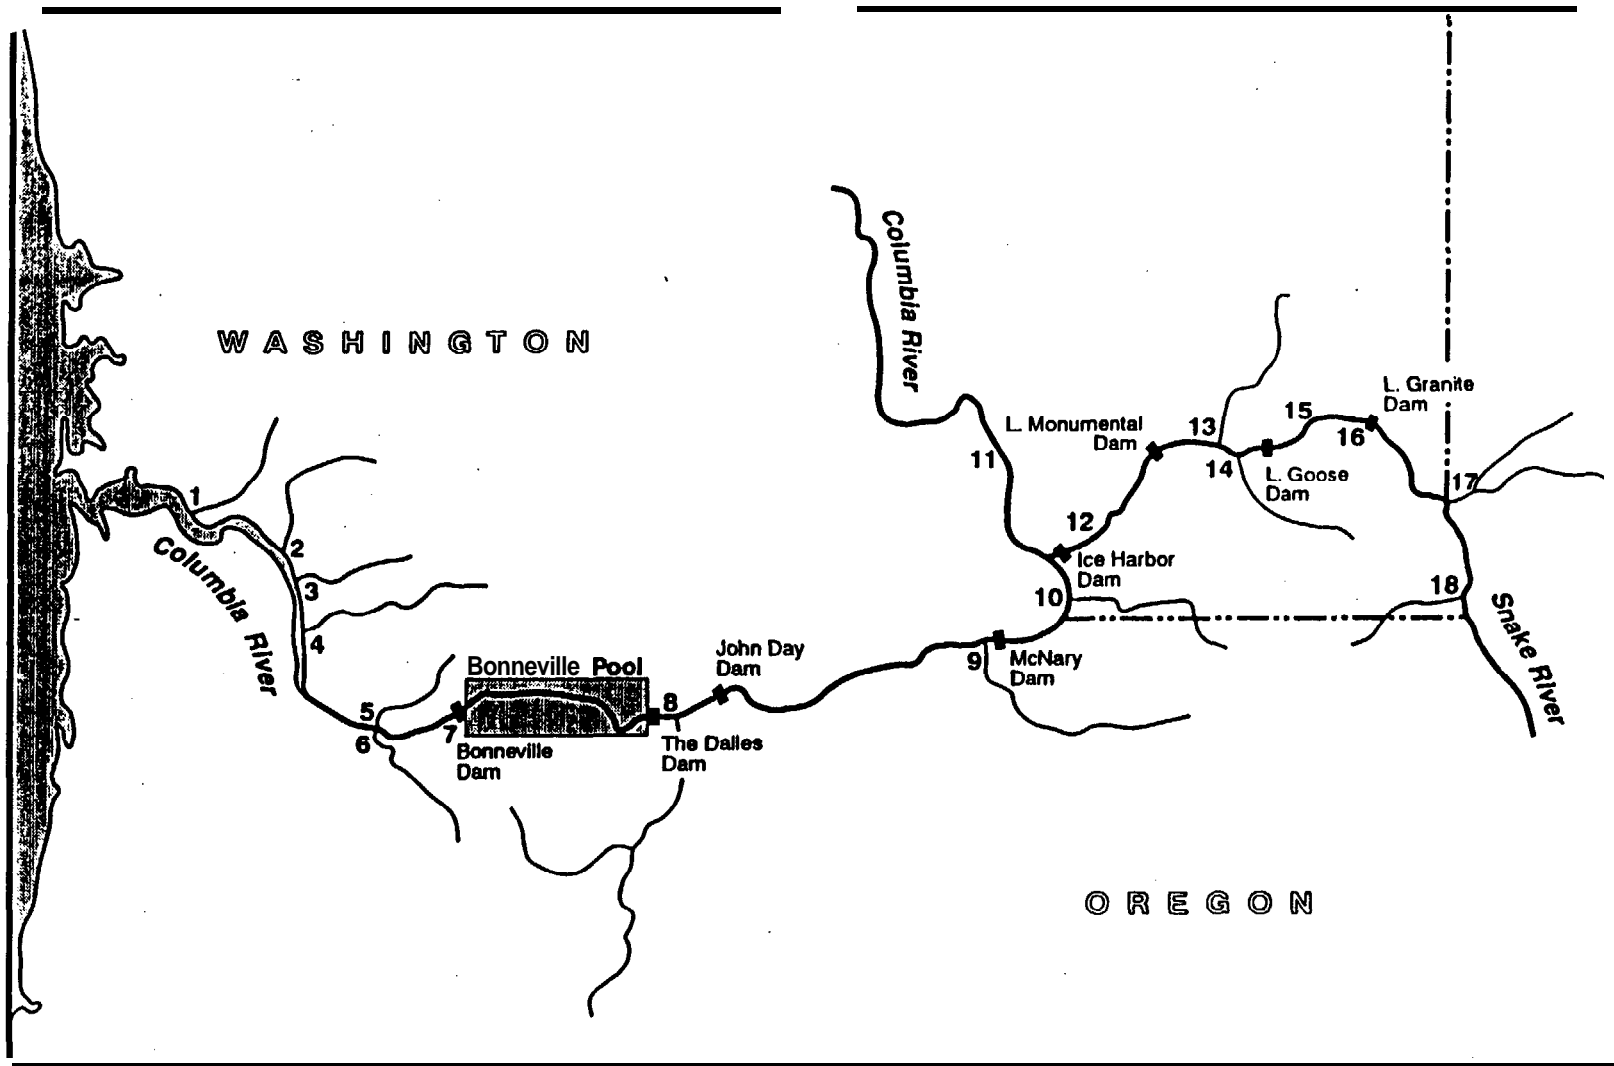 WASHINGTON
Columbia River
L. Granite
Dam
L. Monumental
Dam
13
15
16
14
11
L. Goose
Dam
17
1
12
2
Columbia River
Ice Harbor
Dam
3
18
10
4
Snake River
John Day
Dam
Bonneville Pool
9
McNary
Dam
5
8
6
7
Bonneville
Dam
The Dalles
Dam
OREGON